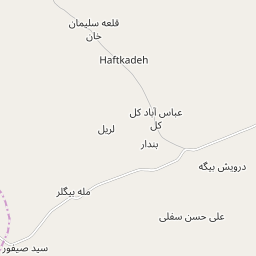 قلعه سلیمان
خان
Haftkadeh
عباس آباد کل
کل
لریل
بندار
درویش بیگه
مله بیگلر
علی حسن سفلی
سید صیفور